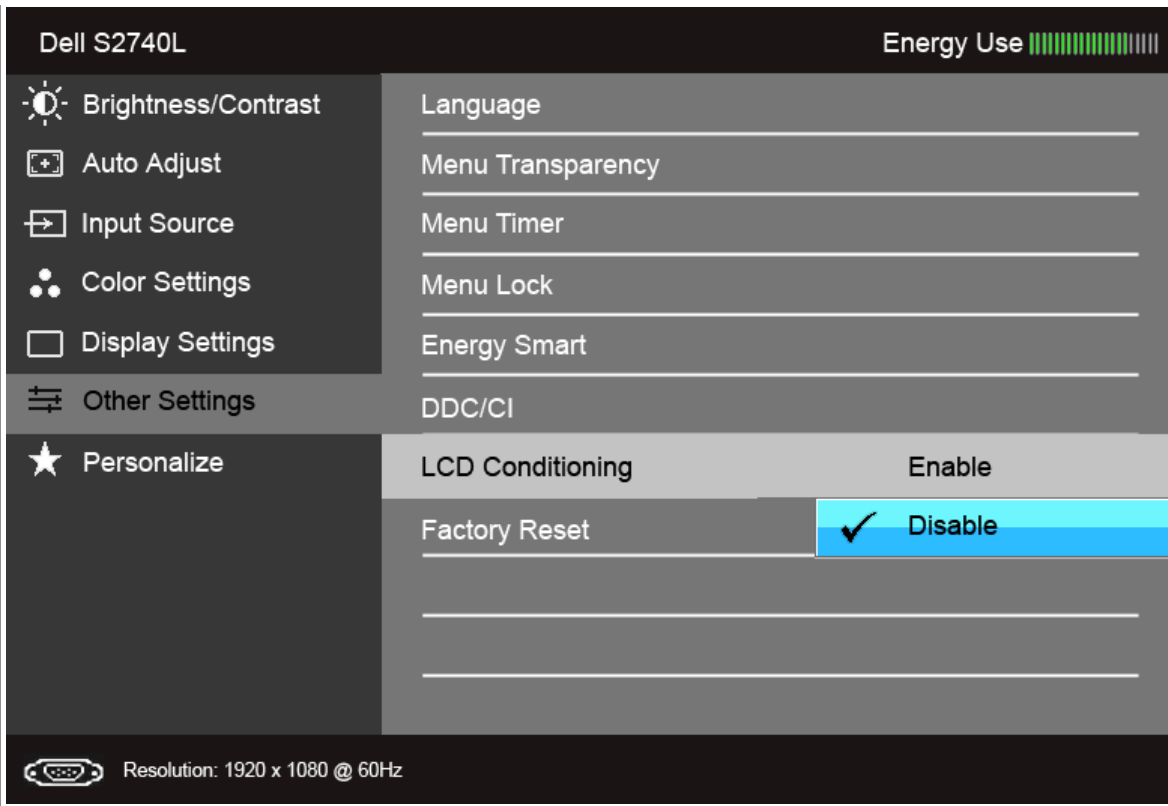 Dell S2740L
Energy Use
Brightness/Contrast
Auto Adjust
Input Source
Color Settings
Display Settings
Other Settings
Personalize
Language
Menu Transparency
Menu Timer
Menu Lock
Energy Smart
DDC/CI
LCD Conditioning
Enable
Factory Reset
Disable
Resolution: 1920 x 1080 @ 60Hz